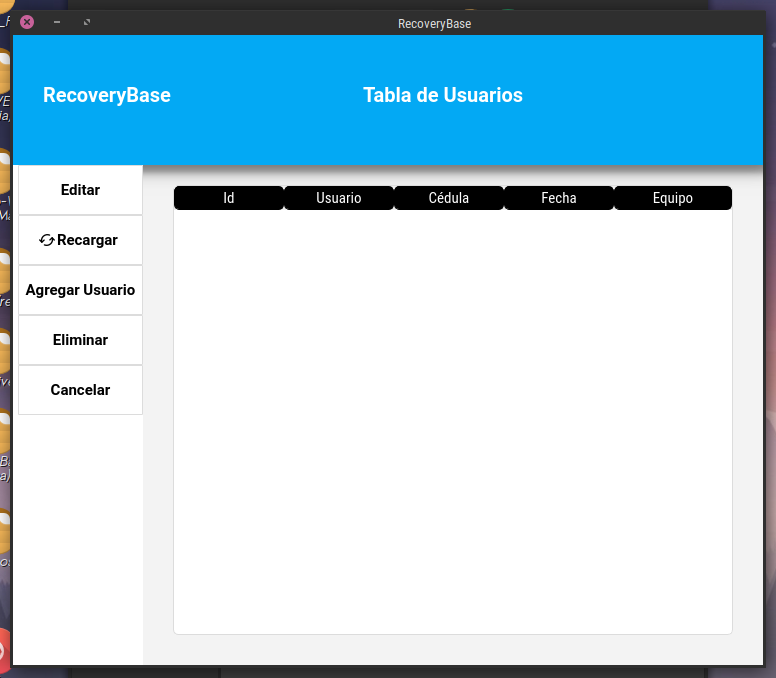 RecoveryBase
RecoveryBase
Tabla de Usuarios
Editar
Recargar
Agregar Usuario
Eliminar
Cancelar
Id Usuario Cédula Fecha Equipo